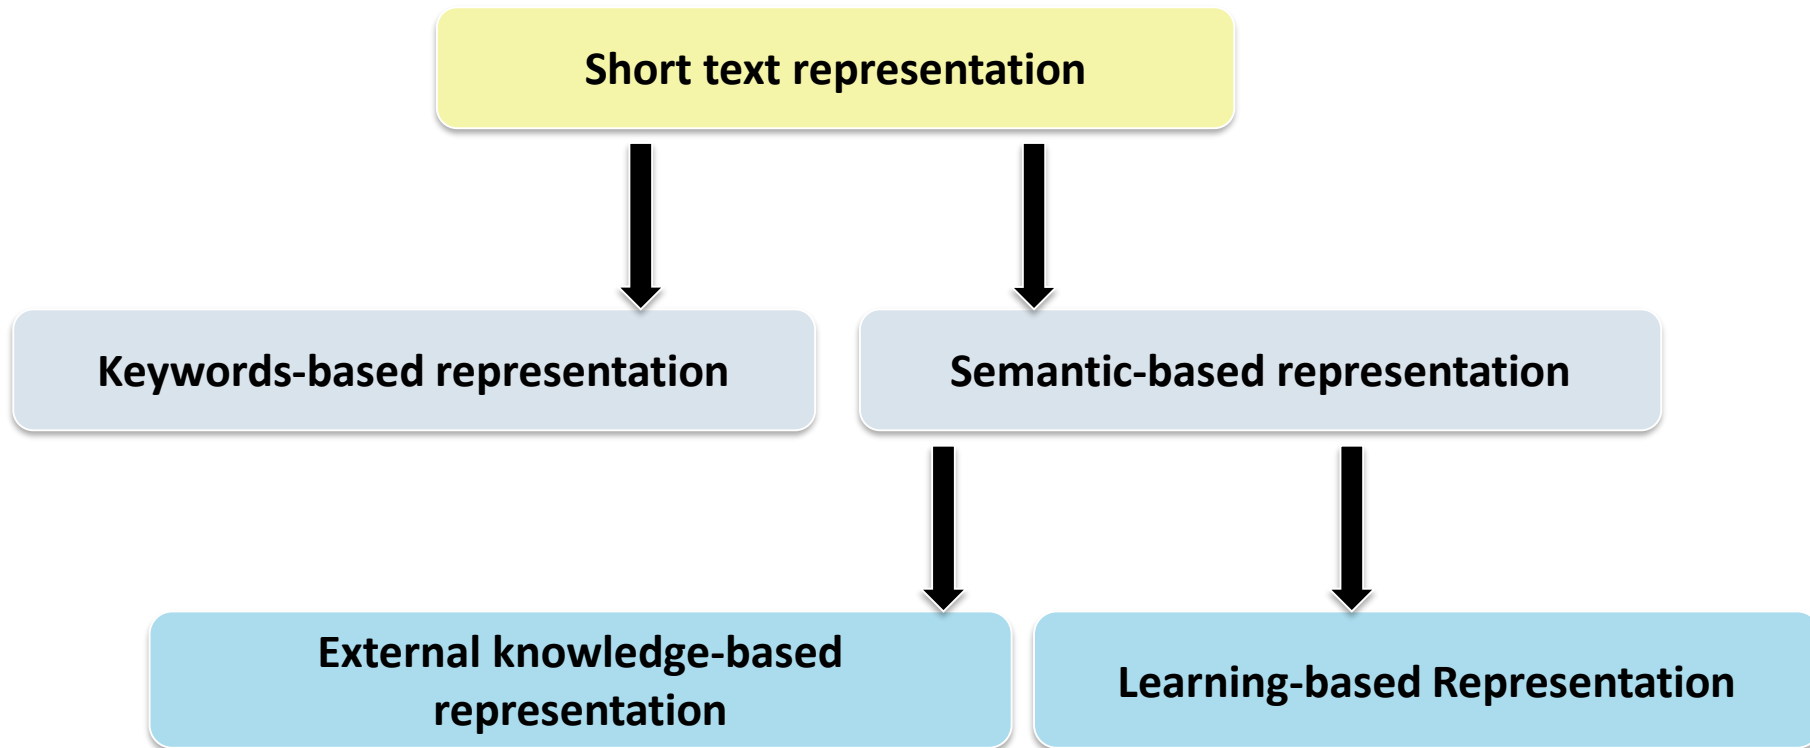 Short text representation
Keywords-based representation
Semantic-based representation
External knowledge-based
representation
Learning-based Representation